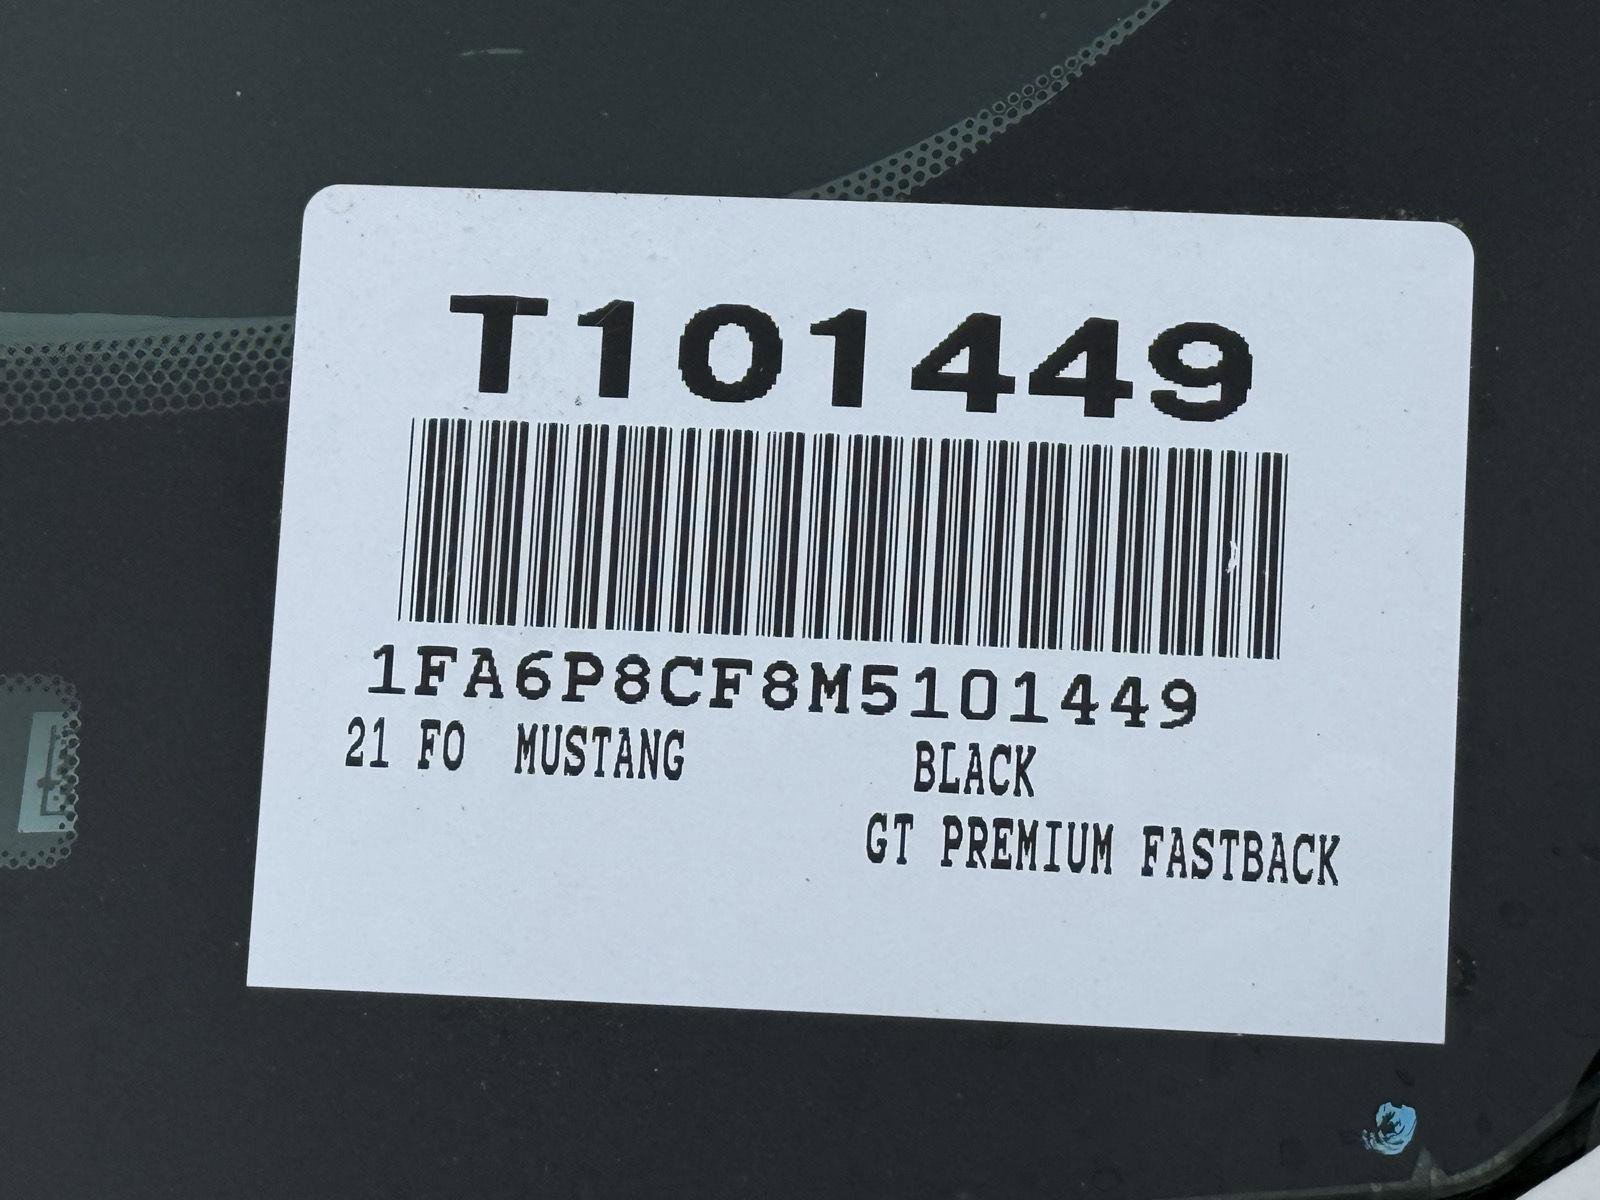 T101449
1FA6P8CF8M5101449
21 FO MUSTANG BLACK
GT PREMIUM FASTBACK